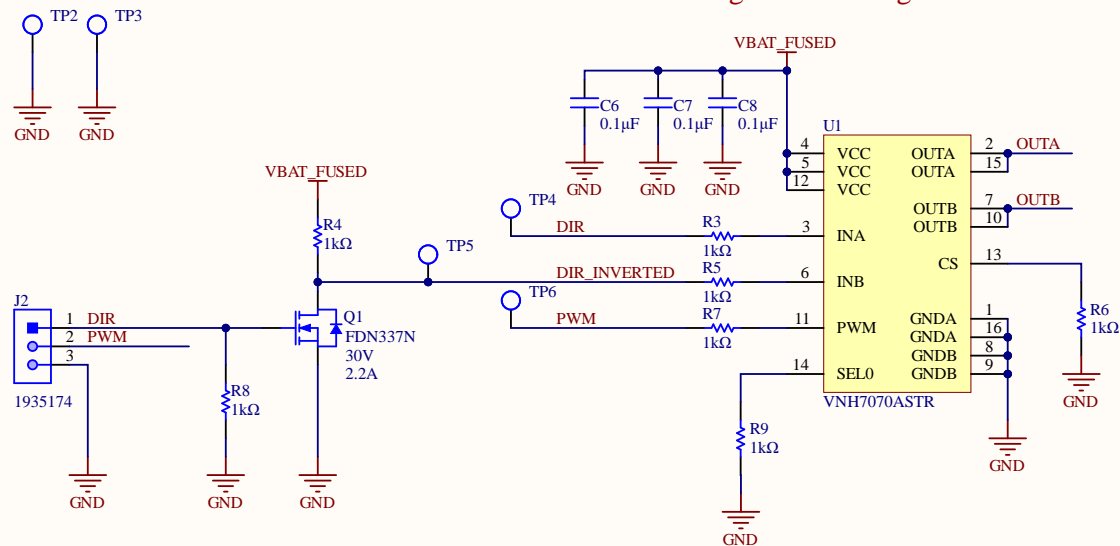 TP2
TP3
GND
GND
VBAT_FUSED
C6
0.1µF
C7
0.1µF
C8
0.1µF
GND
GND
GND
VBAT_FUSED
R4
1kΩ
TP5
TP4
DIR
R3
1kΩ
DIR_INVERTED
R5
1kΩ
TP6
PWM
R7
1kΩ
U1
4 VCC
5 VCC
12 VCC
3 INA
6 INB
11 PWM
14 SEL0
OUTA 2 OUTA
OUTA 15
OUTB 7 OUTB
OUTB 10
CS 13
GNDA 1
GNDA 16
GNDB 8
GNDB 9
VNH7070ASTR
R6
1kΩ
GND
GND
R9
1kΩ
GND
J2
1 DIR
2 PWM
3
1935174
GND
R8
1kΩ
GND
Q1
FDN337N
30V
2.2A
GND